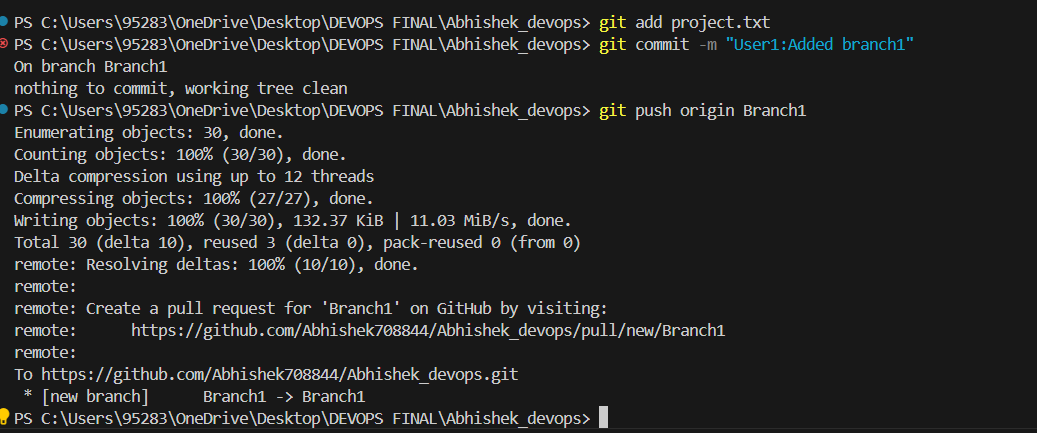 PS C:\Users\95283\OneDrive\Desktop\DEVOPS FINAL\Abhishek_devops> git add project.txt
PS C:\Users\95283\OneDrive\Desktop\DEVOPS FINAL\Abhishek_devops> git commit -m "User1:Added branch1"
On branch Branch1
nothing to commit, working tree clean
PS C:\Users\95283\OneDrive\Desktop\DEVOPS FINAL\Abhishek_devops> git push origin Branch1
Enumerating objects: 30, done.
Counting objects: 100% (30/30), done.
Delta compression using up to 12 threads
Compressing objects: 100% (27/27), done.
Writing objects: 100% (30/30), 132.37 KiB | 11.03 MiB/s, done.
Total 30 (delta 10), reused 3 (delta 0), pack-reused 0 (from 0)
remote: Resolving deltas: 100% (10/10), done.
remote:
remote: Create a pull request for 'Branch1' on GitHub by visiting:
remote:      https://github.com/Abhishek708844/Abhishek_devops/pull/new/Branch1
remote:
To https://github.com/Abhishek708844/Abhishek_devops.git
 * [new branch]      Branch1 -> Branch1
PS C:\Users\95283\OneDrive\Desktop\DEVOPS FINAL\Abhishek_devops>